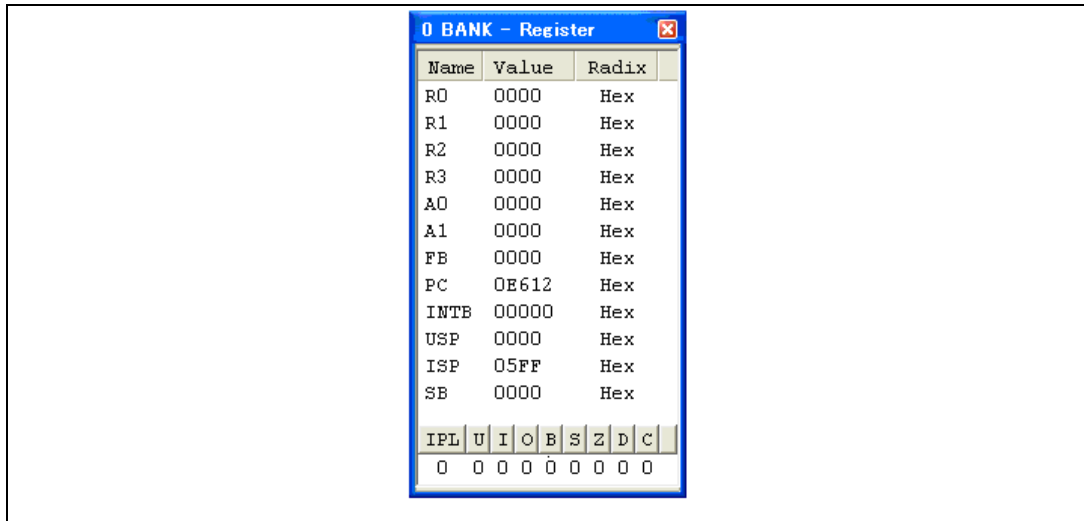 0 BANK - Register
Name Value Radix
R0 0000 Hex
R1 0000 Hex
R2 0000 Hex
R3 0000 Hex
A0 0000 Hex
A1 0000 Hex
FB 0000 Hex
PC 0E612 Hex
INTB 00000 Hex
USP 0000 Hex
ISP 05FF Hex
SB 0000 Hex
IPL U I O B S Z D C
0 0 0 0 0 0 0 0 0